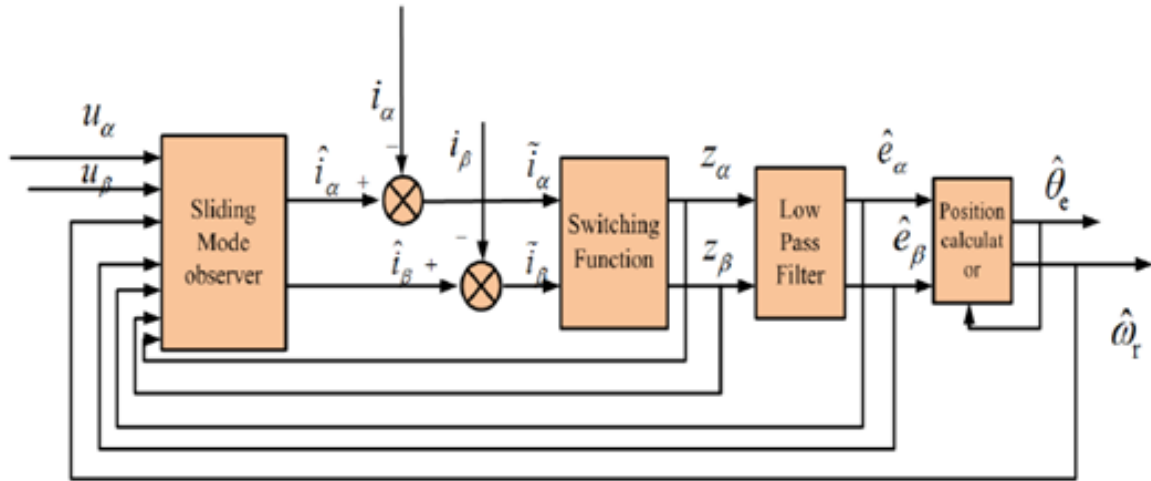 u_α
u_β
Sliding
Mode
observer
î_α
+
i_α
−
î_β
+
i_β
−
ĩ_α
ĩ_β
Switching
Function
z_α
z_β
Low
Pass
Filter
ê_α
ê_β
Position
calculat
or
θ̂_e
ω̂_r